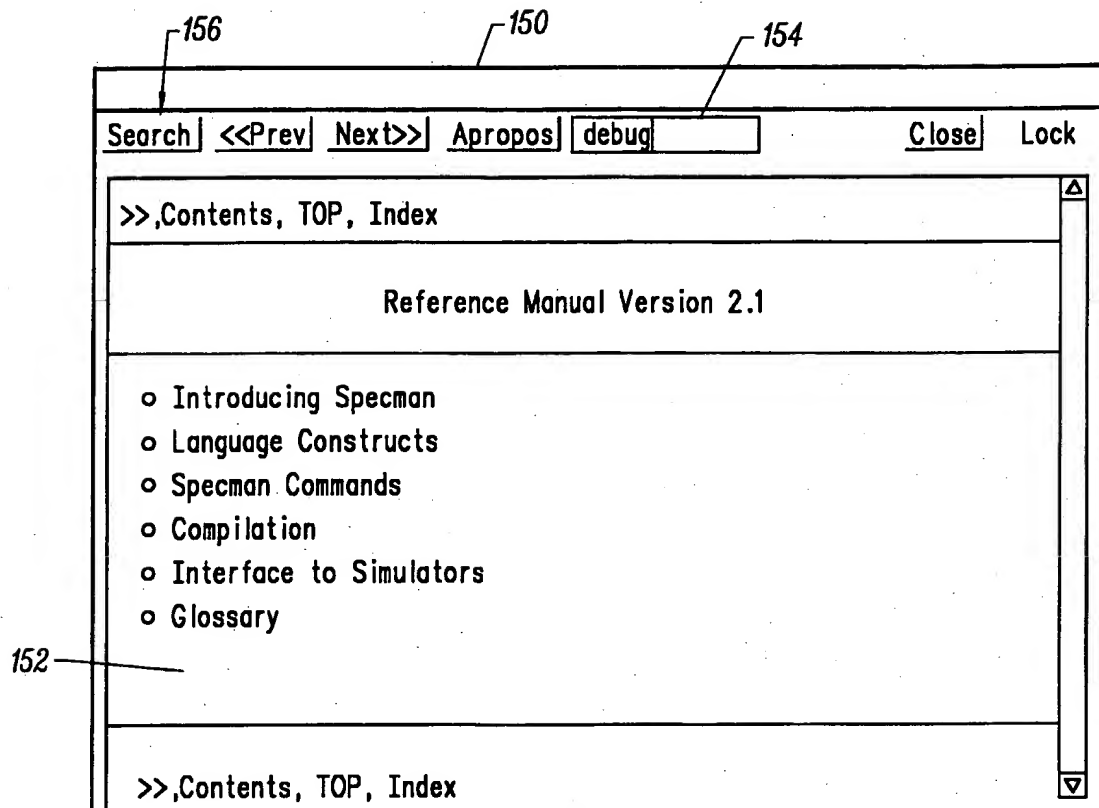 156 150 154
Search <<Prev Next>> Apropos debug Close Lock
>>,Contents, TOP, Index
Reference Manual Version 2.1
o Introducing Specman
o Language Constructs
o Specman Commands
o Compilation
o Interface to Simulators
o Glossary
152
>>,Contents, TOP, Index